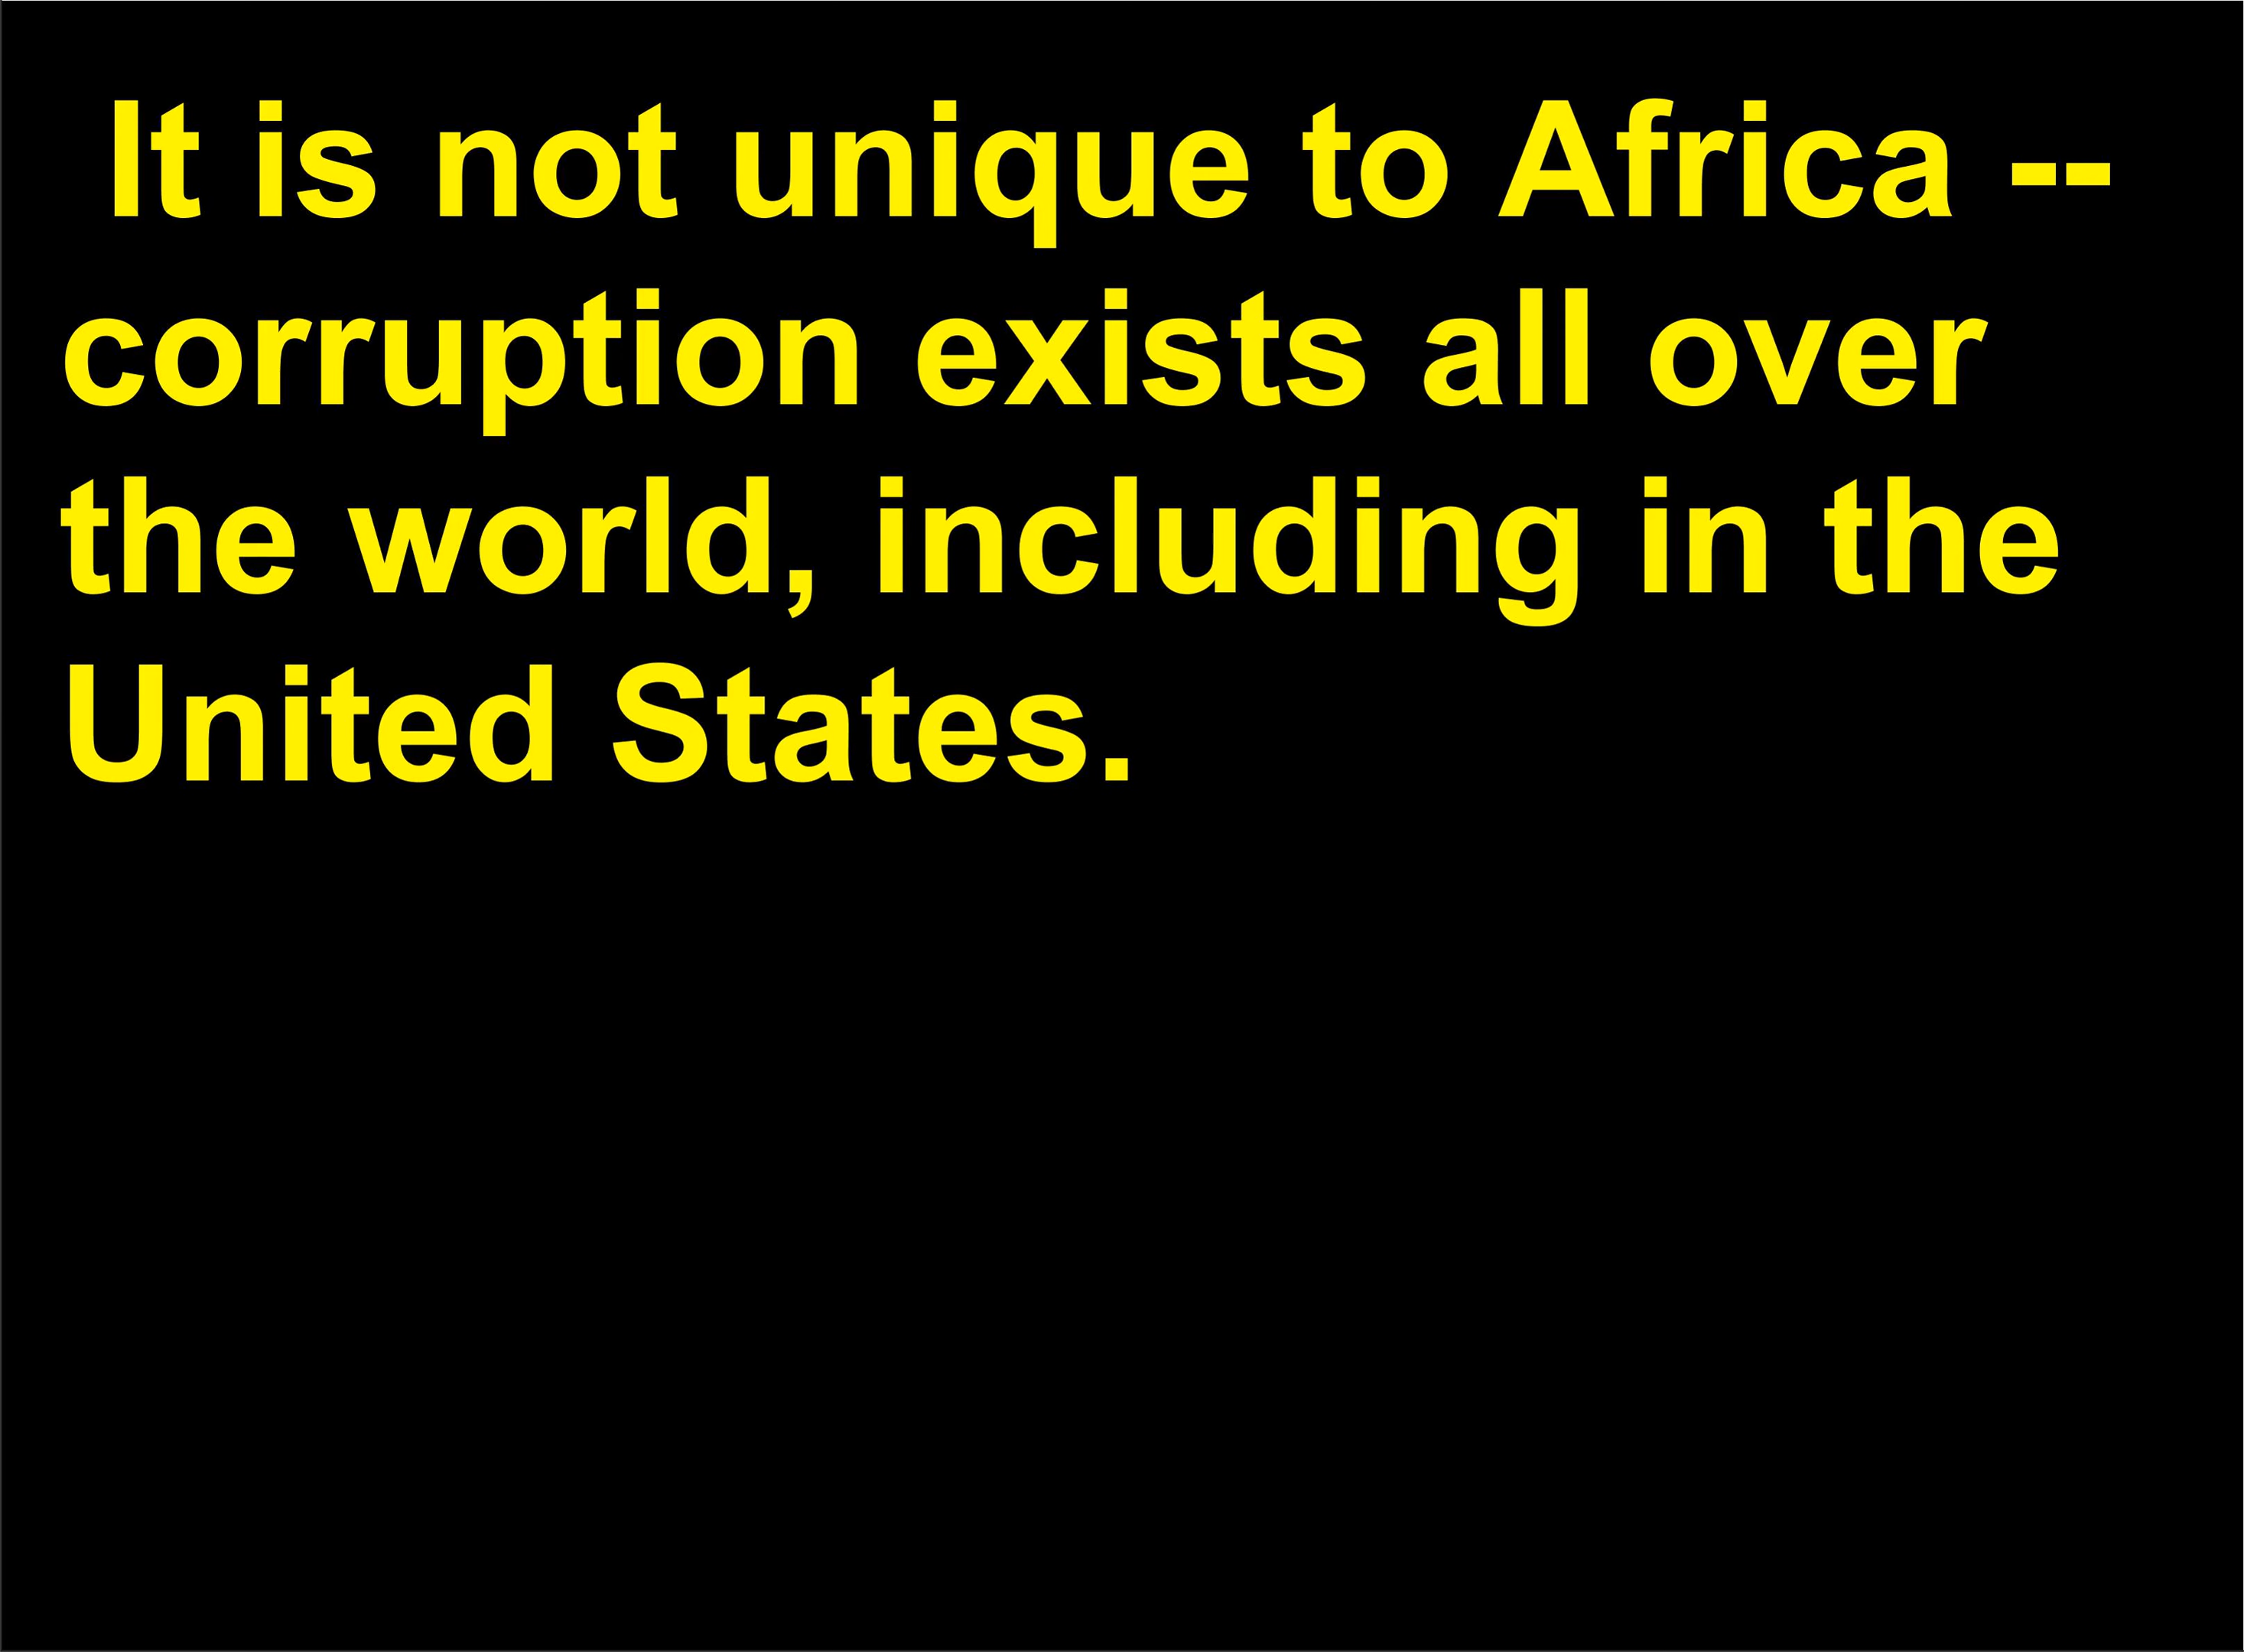 It is not unique to Africa --
corruption exists all over
the world, including in the
United States.